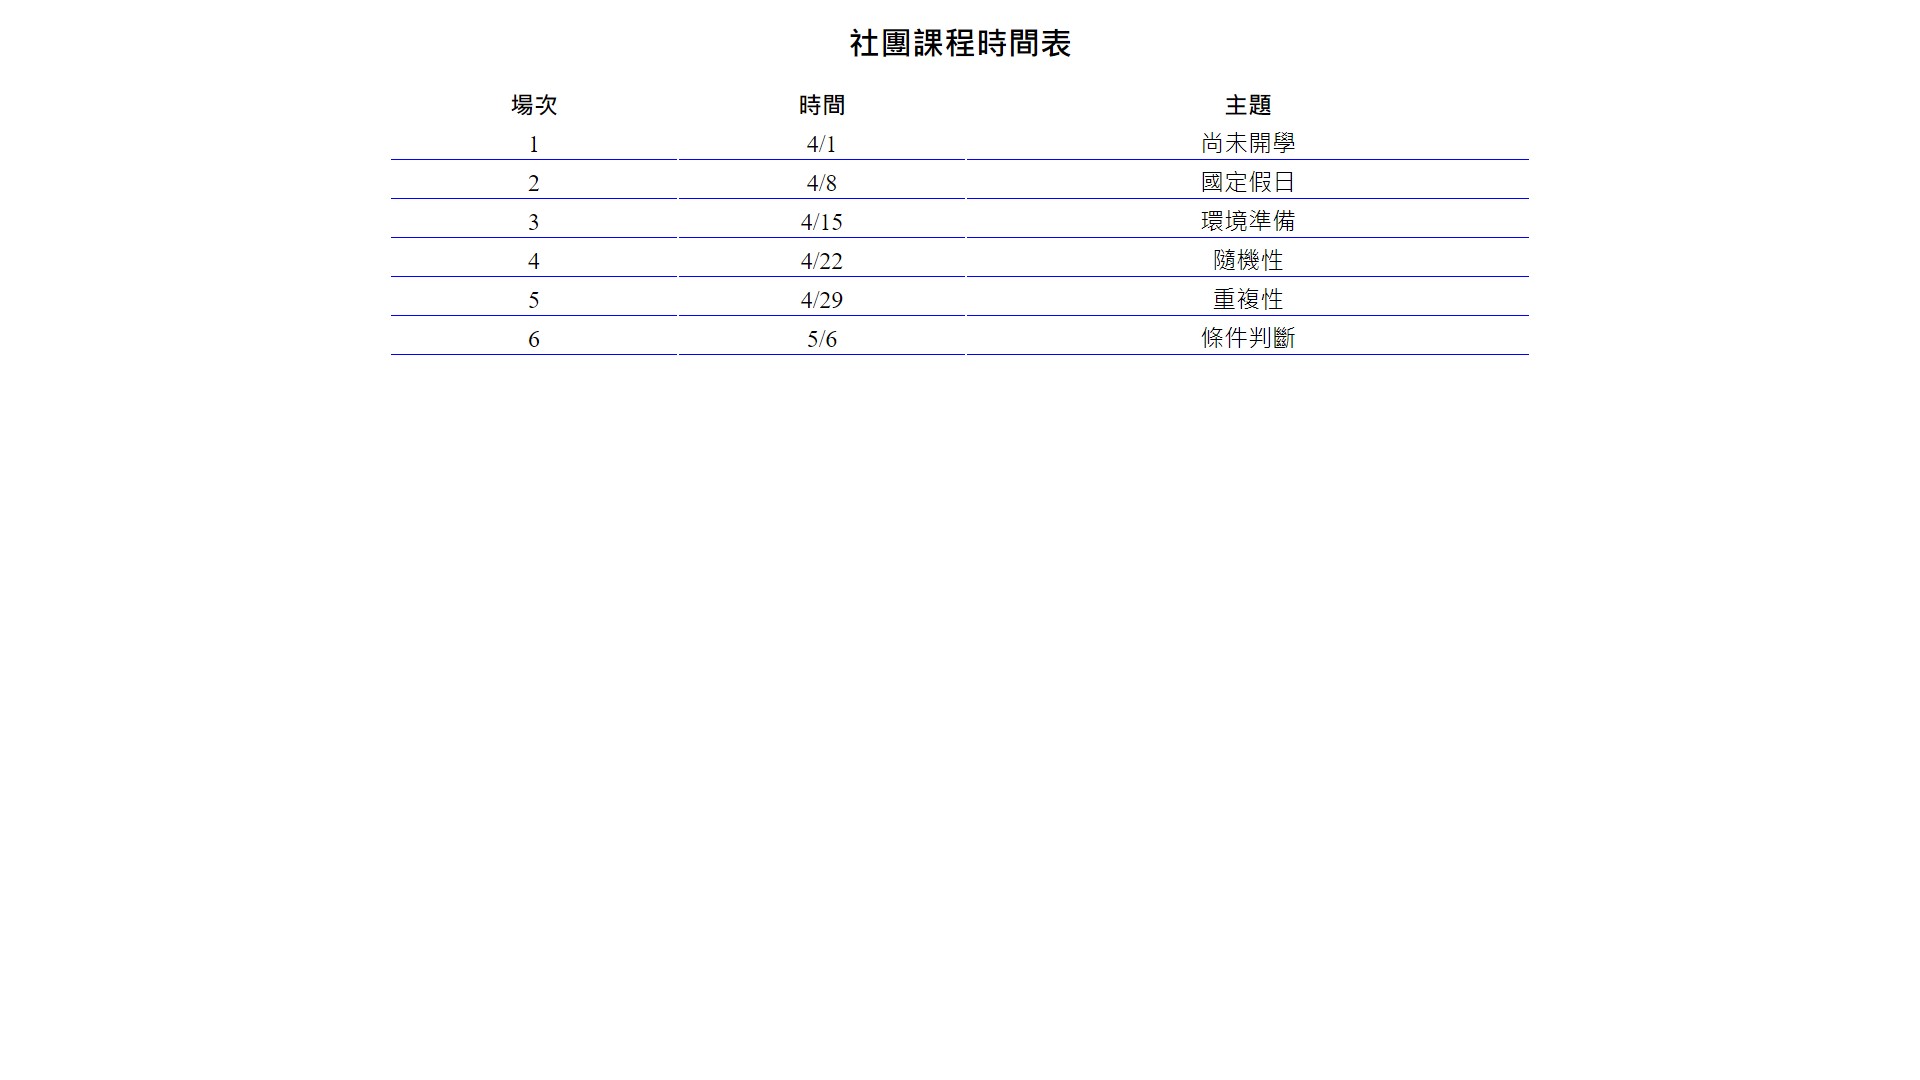 社團課程時間表
場次 時間 主題
1 4/1 尚未開學
2 4/8 國定假日
3 4/15 環境準備
4 4/22 隨機性
5 4/29 重複性
6 5/6 條件判斷